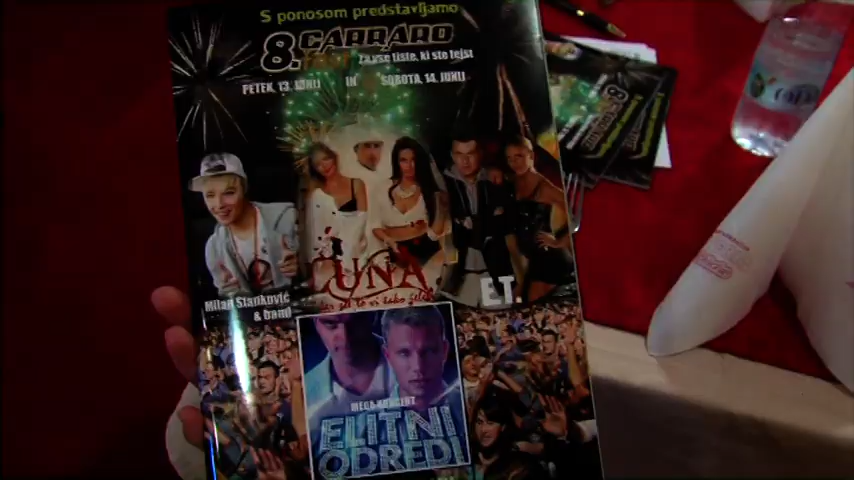 S ponosom predstavljamo
8. CARRARO
Za vse tiste, ki ste fejst
PETEK, 13. JUNIJ IN SOBOTA, 14. JUNIJ
Milan Stanković
& band
LUNA
E.T.
MEGA KONCERT
ELITNI
ODREDI